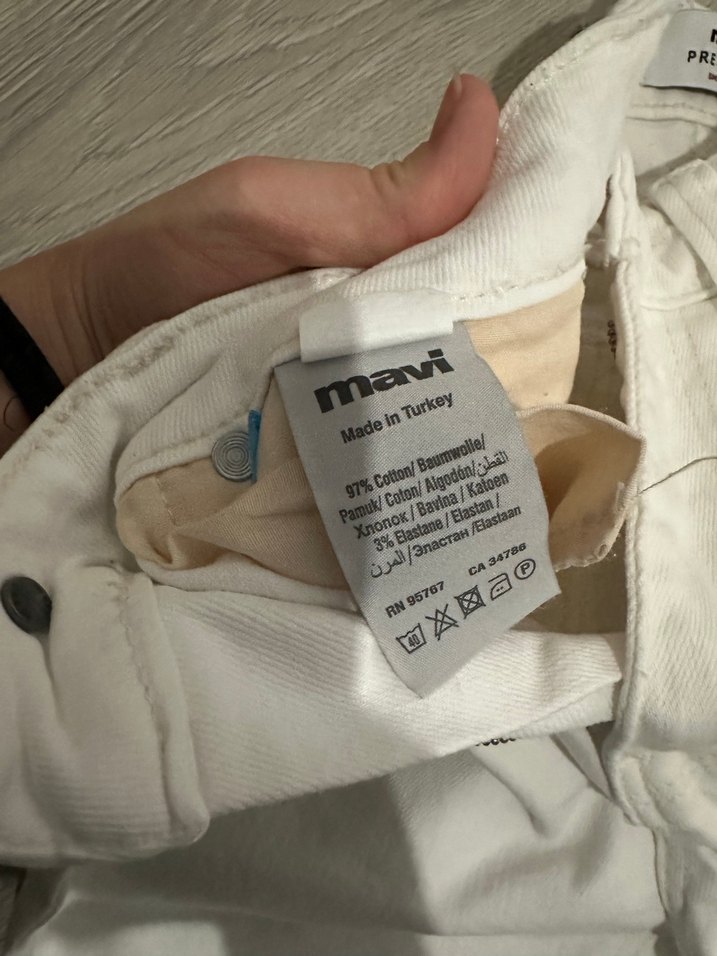 PRE
mavi
Made in Turkey
97% Cotton/ Baumwolle/
Pamuk/ Coton/ Algodón/القطن
Хлопок / Bavlna / Katoen
3% Elastane / Elastan /
المرن / Эластан /Elastaan
RN 95767 CA 34786
40 P